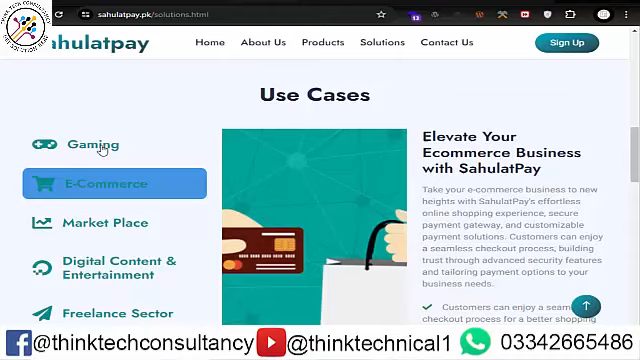 THINK TECH CONSULTANCY
sahulatpay.pk/solutions.html
13
ahulatpay
Home
About Us
Products
Solutions
Contact Us
Sign Up
Use Cases
Gaming
E-Commerce
Market Place
Digital Content &
Entertainment
Freelance Sector
Elevate Your
Ecommerce Business
with SahulatPay
Take your e-commerce business to new
heights with SahulatPay's effortless
online shopping experience, secure
payment gateway, and customizable
payment solutions. Customers can enjoy
a seamless checkout process, building
trust through advanced security features
and tailoring payment options to your
business needs.
Customers can enjoy a seam
checkout process for a better shopping
@thinktechconsultancy
@thinktechnical1
03342665486